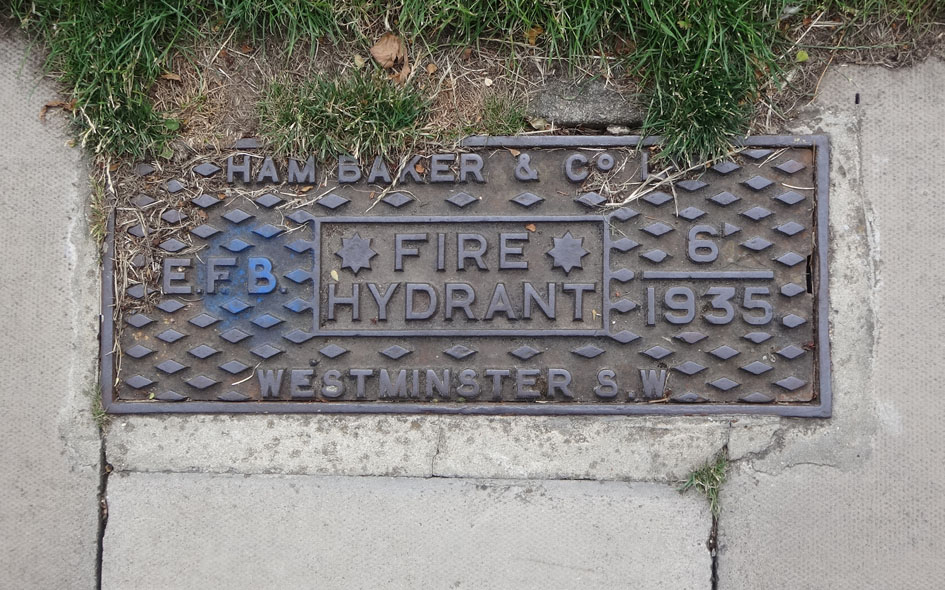 HAM BAKER & Co L
FIRE
HYDRANT
E.F.B.
6"
1935
WESTMINSTER S.W